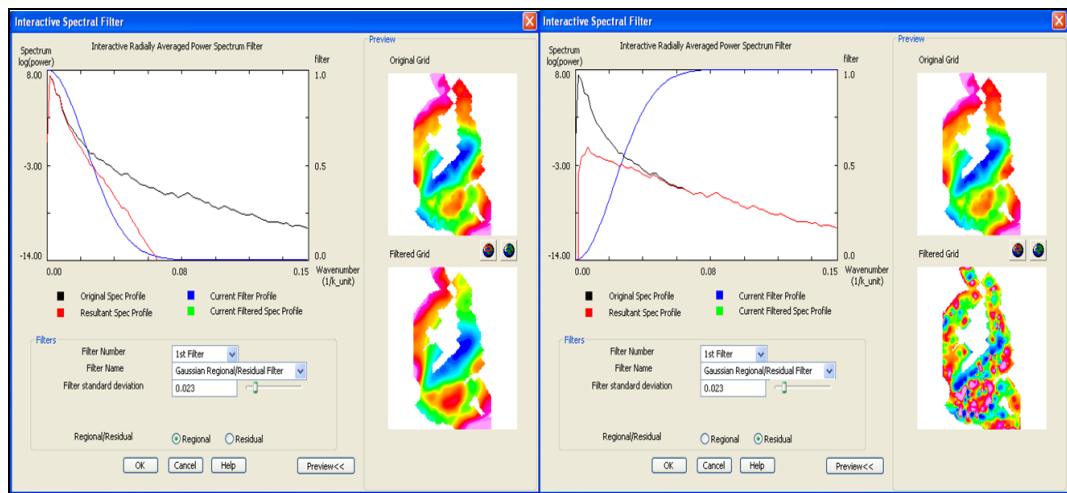 Interactive Spectral Filter
Interactive Radially Averaged Power Spectrum Filter
Spectrum
log(power)
filter
8.00
-3.00
-14.00
1.0
0.5
0.0
0.00
0.08
0.15
Wavenumber
(1/k_unit)
Original Spec Profile
Current Filter Profile
Resultant Spec Profile
Current Filtered Spec Profile
Filters
Filter Number
1st Filter
Filter Name
Gaussian Regional/Residual Filter
Filter standard deviation
0.023
Regional/Residual
Regional
Residual
OK
Cancel
Help
Preview<<
Preview
Original Grid
Filtered Grid
Interactive Spectral Filter
Interactive Radially Averaged Power Spectrum Filter
Spectrum
log(power)
filter
8.00
-3.00
-14.00
1.0
0.5
0.0
0.00
0.08
0.15
Wavenumber
(1/k_unit)
Original Spec Profile
Current Filter Profile
Resultant Spec Profile
Current Filtered Spec Profile
Filters
Filter Number
1st Filter
Filter Name
Gaussian Regional/Residual Filter
Filter standard deviation
0.023
Regional/Residual
Regional
Residual
OK
Cancel
Help
Preview<<
Preview
Original Grid
Filtered Grid